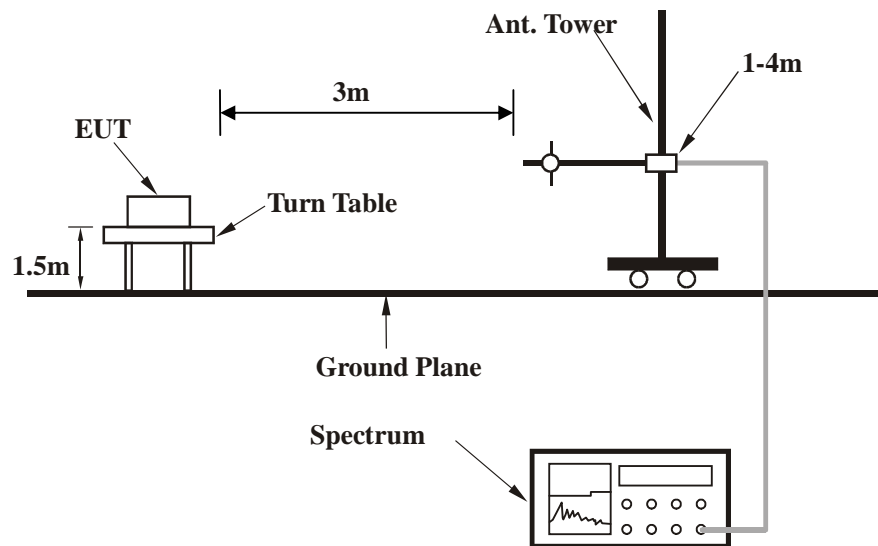 Ant. Tower
1-4m
3m
EUT
Turn Table
1.5m
Ground Plane
Spectrum